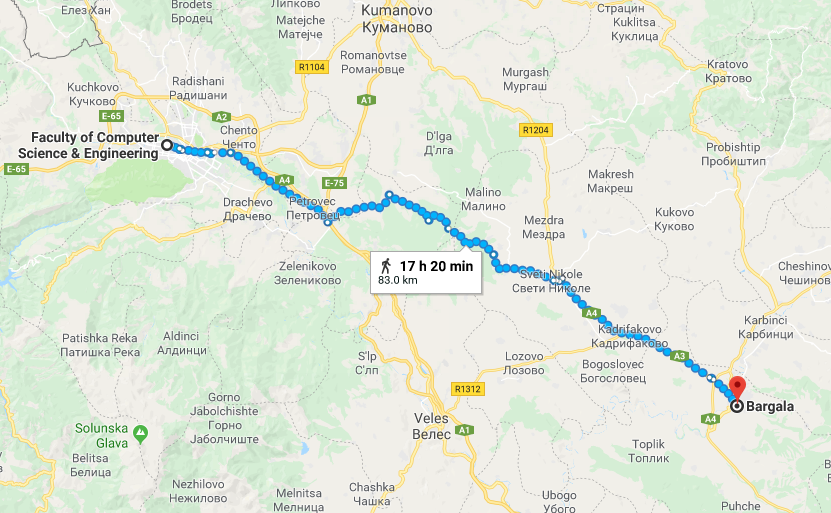 Елез Хан
Brodets
Бродец
Липково
Matejche
Матејче
Kumanovo
Куманово
Страцин
Kuklitsa
Куклица
R1104
Romanovtse
Романовце
Kratovo
Кратово
Kuchkovo
Кучково
Radishani
Радишани
A1
Murgash
Мургаш
E-65
A2
Chento
Ченто
R1204
Faculty of Computer
Science & Engineering
D'lga
Д'лга
Probishtip
Пробиштип
E-65
A4
E-75
Makresh
Макреш
Petrovec
Петровец
Malino
Малино
Drachevo
Драчево
Mezdra
Мездра
Kukovo
Куково
Zelenikovo
Зелениково
17 h 20 min
83.0 km
Sveti Nikole
Свети Николе
Cheshinovo
Чешиново
A4
Karbinci
Карбинци
Patishka Reka
Патишка Река
Aldinci
Алдинци
Kadrifakovo
Кадрифаково
S'lp
С'лп
Lozovo
Лозово
A3
Bogoslovec
Богословец
R1312
Gorno
Jabolchishte
Горно
Јаболчиште
Solunska
Glava
Veles
Велес
A1
Bargala
A4
Belitsa
Белица
Toplik
Топлик
Nezhilovo
Нежилово
Melnitsa
Мелница
Chashka
Чашка
Ubogo
Убого
Puhche